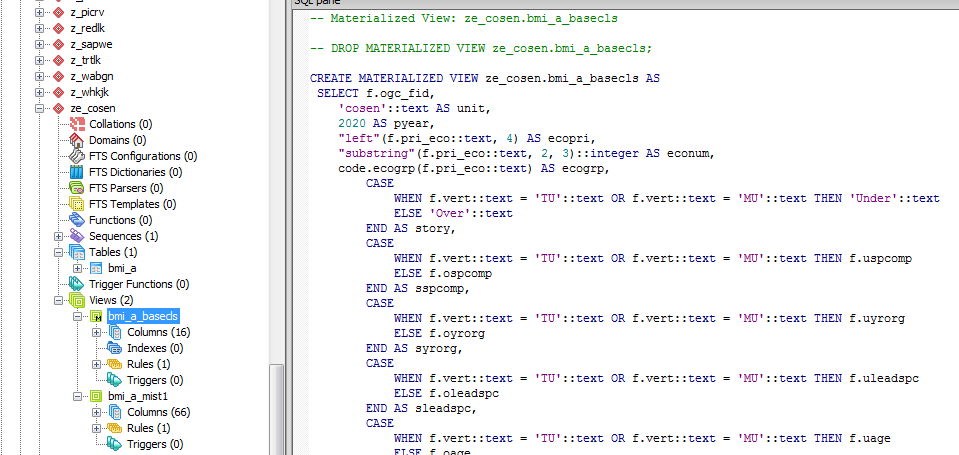 z_picrv
z_redlk
z_sapwe
z_trtlk
z_wabgn
z_whkjk
ze_cosen
Collations (0)
Domains (0)
FTS Configurations (0)
FTS Dictionaries (0)
FTS Parsers (0)
FTS Templates (0)
Functions (0)
Sequences (1)
Tables (1)
bmi_a
Trigger Functions (0)
Views (2)
bmi_a_basecls
Columns (16)
Indexes (0)
Rules (1)
Triggers (0)
bmi_a_mist1
Columns (66)
Rules (1)
Triggers (0)
SQL pane
-- Materialized View: ze_cosen.bmi_a_basecls
-- DROP MATERIALIZED VIEW ze_cosen.bmi_a_basecls;
CREATE MATERIALIZED VIEW ze_cosen.bmi_a_basecls AS
SELECT f.ogc_fid,
'cosen'::text AS unit,
2020 AS pyear,
"left"(f.pri_eco::text, 4) AS ecopri,
"substring"(f.pri_eco::text, 2, 3)::integer AS econum,
code.ecogrp(f.pri_eco::text) AS ecogrp,
CASE
WHEN f.vert::text = 'TU'::text OR f.vert::text = 'MU'::text THEN 'Under'::text
ELSE 'Over'::text
END AS story,
CASE
WHEN f.vert::text = 'TU'::text OR f.vert::text = 'MU'::text THEN f.uspcomp
ELSE f.ospcomp
END AS sspcomp,
CASE
WHEN f.vert::text = 'TU'::text OR f.vert::text = 'MU'::text THEN f.uyrorg
ELSE f.oyrorg
END AS syrorg,
CASE
WHEN f.vert::text = 'TU'::text OR f.vert::text = 'MU'::text THEN f.uleadspc
ELSE f.oleadspc
END AS sleadspc,
CASE
WHEN f.vert::text = 'TU'::text OR f.vert::text = 'MU'::text THEN f.uage
ELSE f.oage